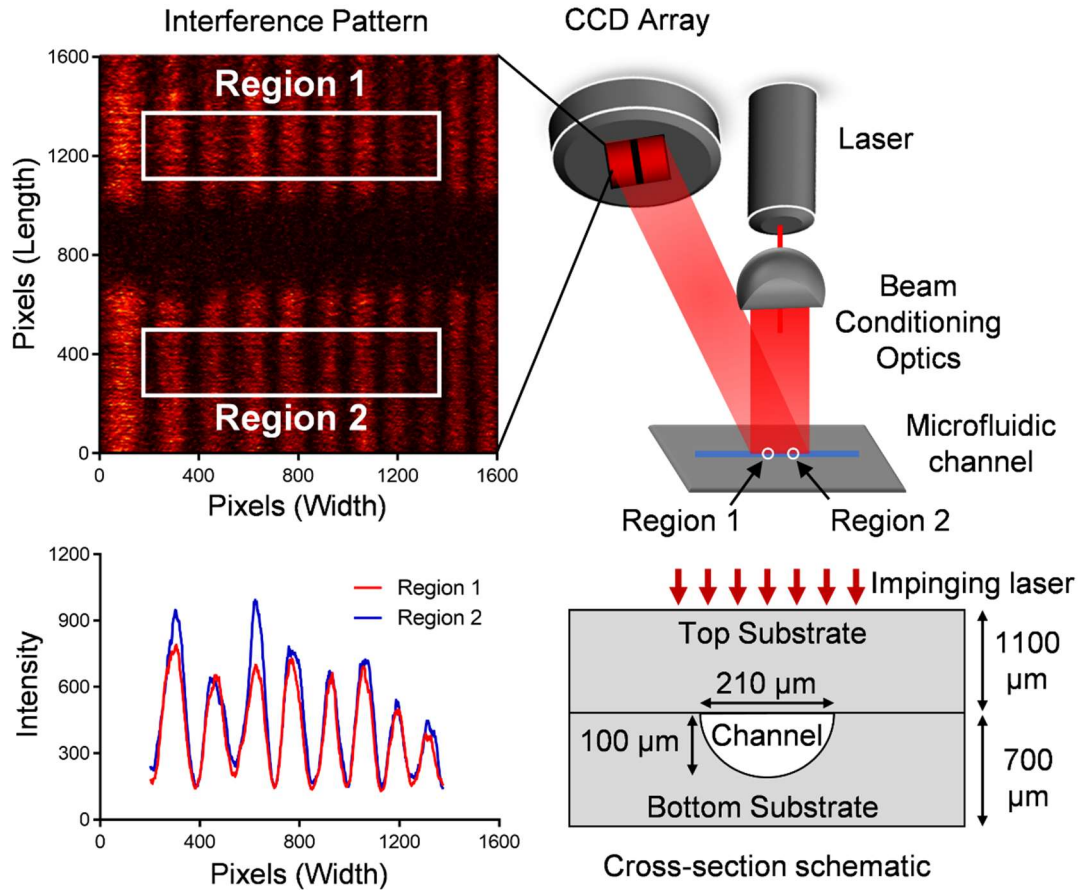 Interference Pattern
1600
1200
800
400
0
Pixels (Length)
Region 1
Region 2
0 400 800 1200 1600
Pixels (Width)
CCD Array
Laser
Beam
Conditioning
Optics
Microfluidic
channel
Region 1
Region 2
1200
900
600
300
0
Intensity
Region 1
Region 2
0 400 800 1200 1600
Pixels (Width)
Impinging laser
Top Substrate
210 µm
100 µm
Channel
Bottom Substrate
1100
µm
700
µm
Cross-section schematic